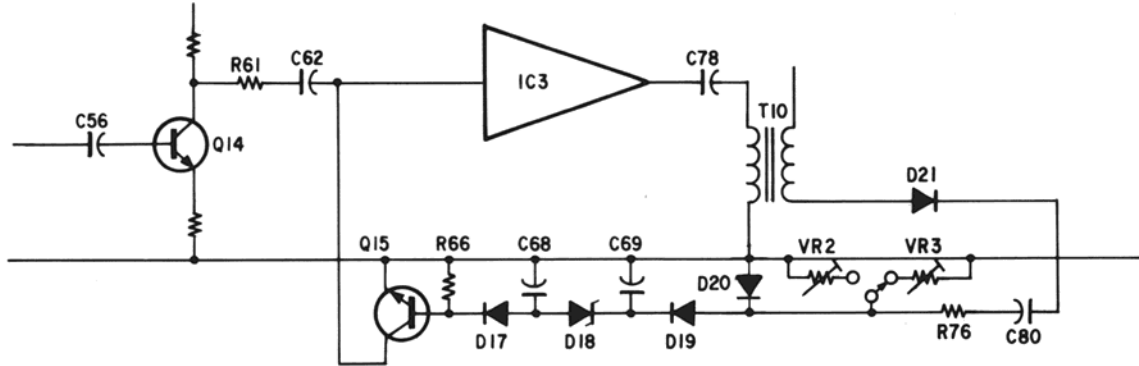 R61
C62
IC3
C78
T10
C56
Q14
D21
Q15
R66
C68
C69
D20
VR2
VR3
D17
D18
D19
R76
C80